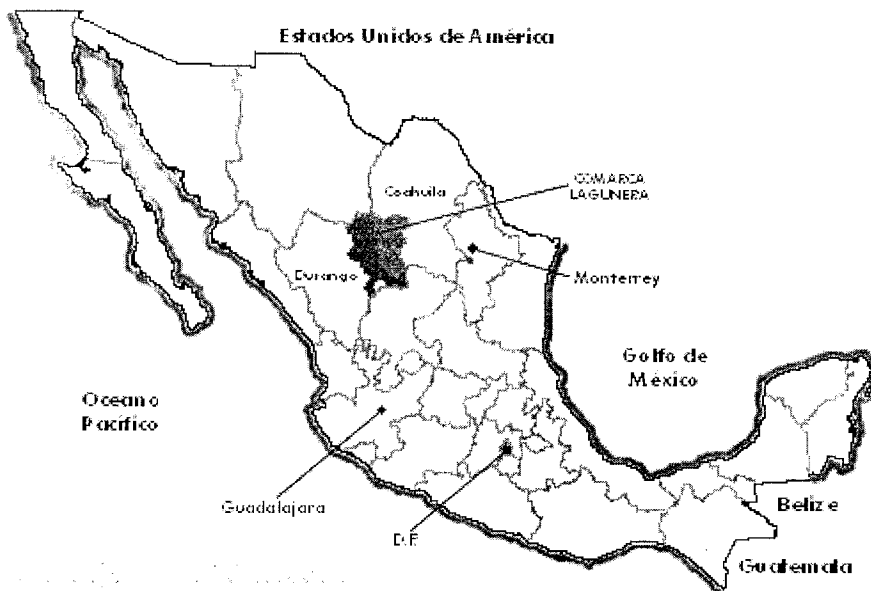 Estados Unidos de América
Coahuila
COMARCA
LAGUNERA
Durango
Monterrey
Golfo de
México
Oceano
Pacífico
Guadalajara
D.F.
Belize
Guatemala